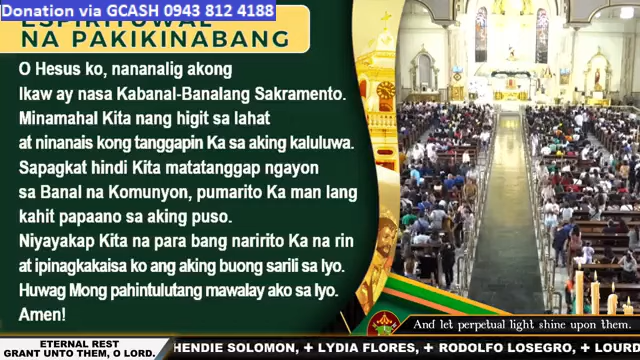 Donation via GCASH 0943 812 4188
ESPIRITUWAL
NA PAKIKINABANG
O Hesus ko, nananalig akong
Ikaw ay nasa Kabanal-Banalang Sakramento.
Minamahal Kita nang higit sa lahat
at ninanais kong tanggapin Ka sa aking kaluluwa.
Sapagkat hindi Kita matatanggap ngayon
sa Banal na Komunyon, pumarito Ka man lang
kahit papaano sa aking puso.
Niyayakap Kita na para bang naririto Ka na rin
at ipinagkakaisa ko ang aking buong sarili sa Iyo.
Huwag Mong pahintulutang mawalay ako sa Iyo.
Amen!
And let perpetual light shine upon them.
ETERNAL REST
GRANT UNTO THEM, O LORD.
HENDIE SOLOMON, + LYDIA FLORES, + RODOLFO LOSEGRO, + LOURD